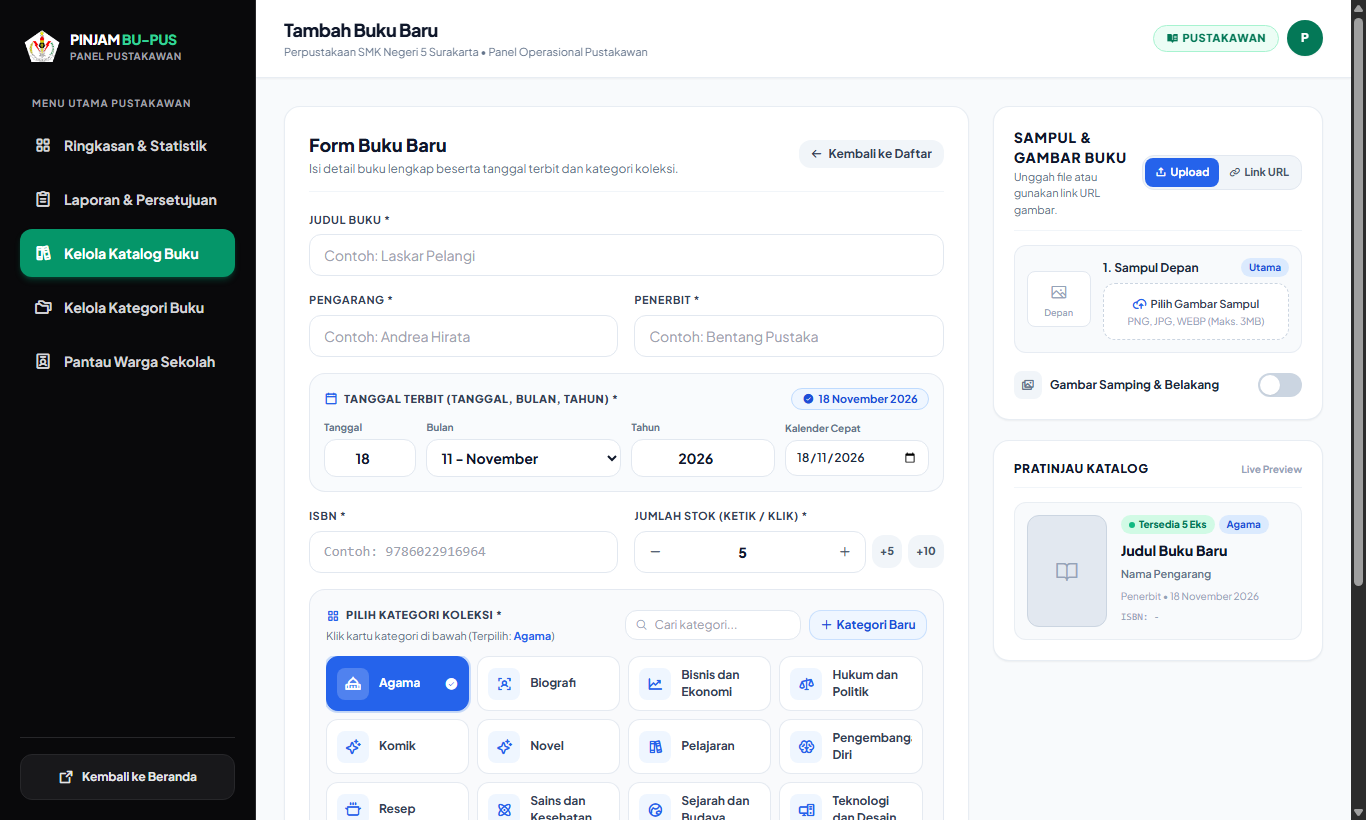 PINJAM BU-PUS
PANEL PUSTAKAWAN
MENU UTAMA PUSTAKAWAN
Ringkasan & Statistik
Laporan & Persetujuan
Kelola Katalog Buku
Kelola Kategori Buku
Pantau Warga Sekolah
Kembali ke Beranda
Tambah Buku Baru
Perpustakaan SMK Negeri 5 Surakarta • Panel Operasional Pustakawan
PUSTAKAWAN
P
Form Buku Baru
Isi detail buku lengkap beserta tanggal terbit dan kategori koleksi.
← Kembali ke Daftar
JUDUL BUKU *
Contoh: Laskar Pelangi
PENGARANG *
PENERBIT *
Contoh: Andrea Hirata
Contoh: Bentang Pustaka
TANGGAL TERBIT (TANGGAL, BULAN, TAHUN) *
18 November 2026
Tanggal
Bulan
Tahun
Kalender Cepat
18
11 - November
2026
18/11/2026
ISBN *
JUMLAH STOK (KETIK / KLIK) *
Contoh: 9786022916964
− 5 +
+5
+10
PILIH KATEGORI KOLEKSI *
Klik kartu kategori di bawah (Terpilih: Agama)
Cari kategori...
+ Kategori Baru
Agama
Biografi
Bisnis dan
Ekonomi
Hukum dan
Politik
Komik
Novel
Pelajaran
Pengembang
Diri
Resep
Sains dan
Kesehatan
Sejarah dan
Budaya
Teknologi
dan Desain
SAMPUL &
GAMBAR BUKU
Unggah file atau
gunakan link URL
gambar.
Upload
Link URL
1. Sampul Depan
Utama
Depan
Pilih Gambar Sampul
PNG, JPG, WEBP (Maks. 3MB)
Gambar Samping & Belakang
PRATINJAU KATALOG
Live Preview
Tersedia 5 Eks
Agama
Judul Buku Baru
Nama Pengarang
Penerbit • 18 November 2026
ISBN: -